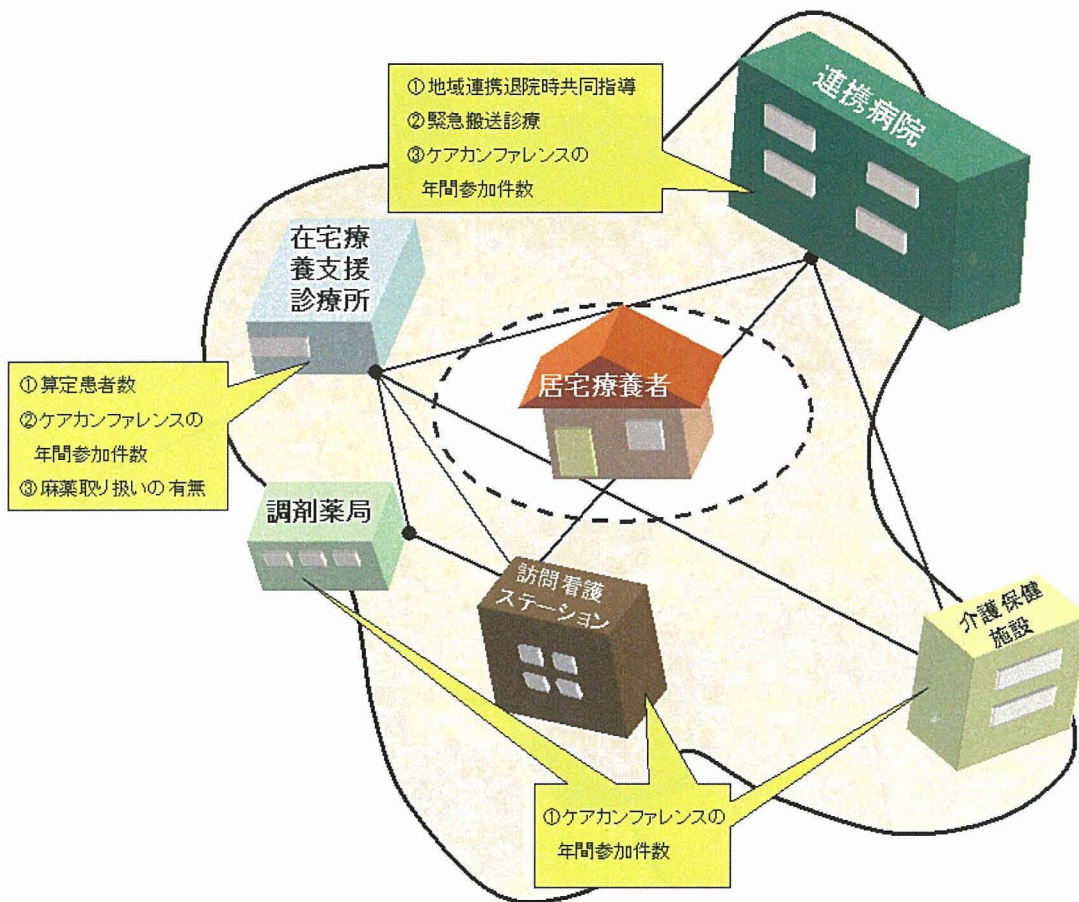 ①地域連携退院時共同指導
②緊急搬送診療
③ケアカンファレンスの
年間参加件数
連携病院
在宅療
養支援
診療所
居宅療養者
①算定患者数
②ケアカンファレンスの
年間参加件数
③麻薬取り扱いの有無
調剤薬局
訪問看護
ステーション
介護保健
施設
①ケアカンファレンスの
年間参加件数